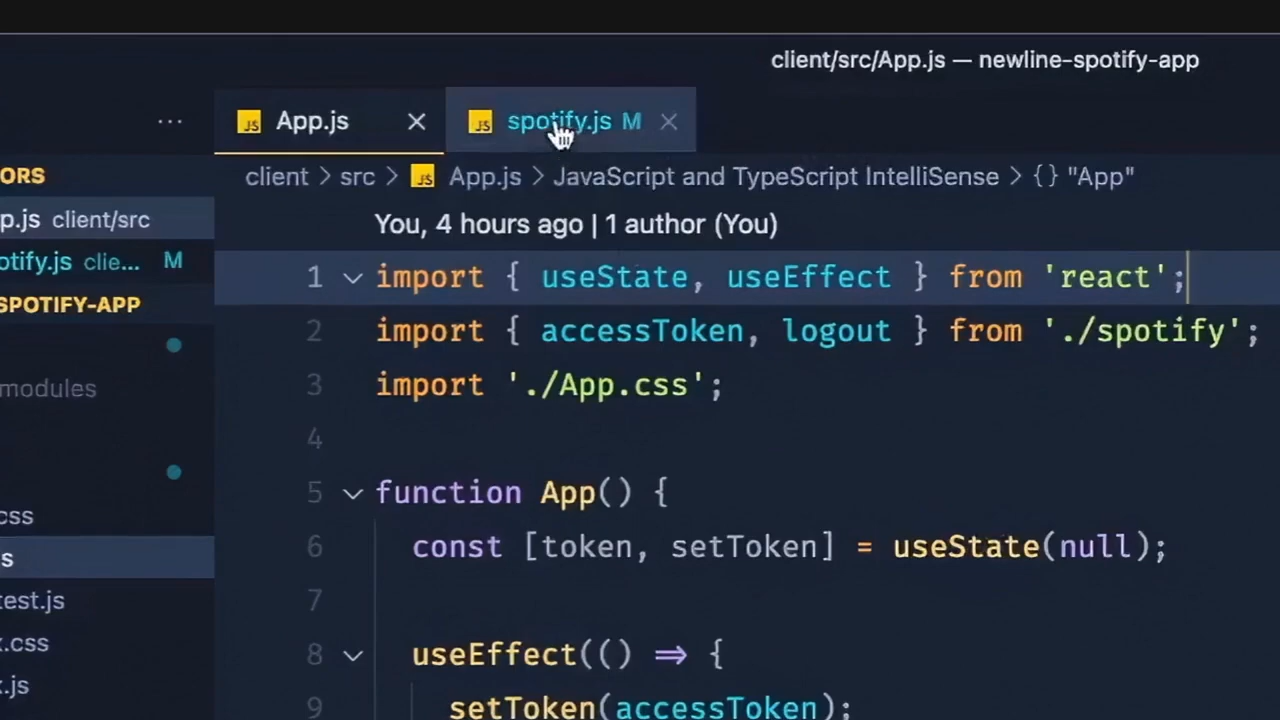 client/src/App.js — newline-spotify-app
... JS App.js × JS spotify.js M ×
ORS
client > src > JS App.js > JavaScript and TypeScript IntelliSense > {} "App"
p.js client/src
You, 4 hours ago | 1 author (You)
otify.js clie... M
1 import { useState, useEffect } from 'react';
SPOTIFY-APP
2 import { accessToken, logout } from './spotify';
modules
3 import './App.css';
4
5 function App() {
css
6 const [token, setToken] = useState(null);
s
test.js
7
x.css
8 useEffect(() => {
x.js
9 setToken(accessToken);